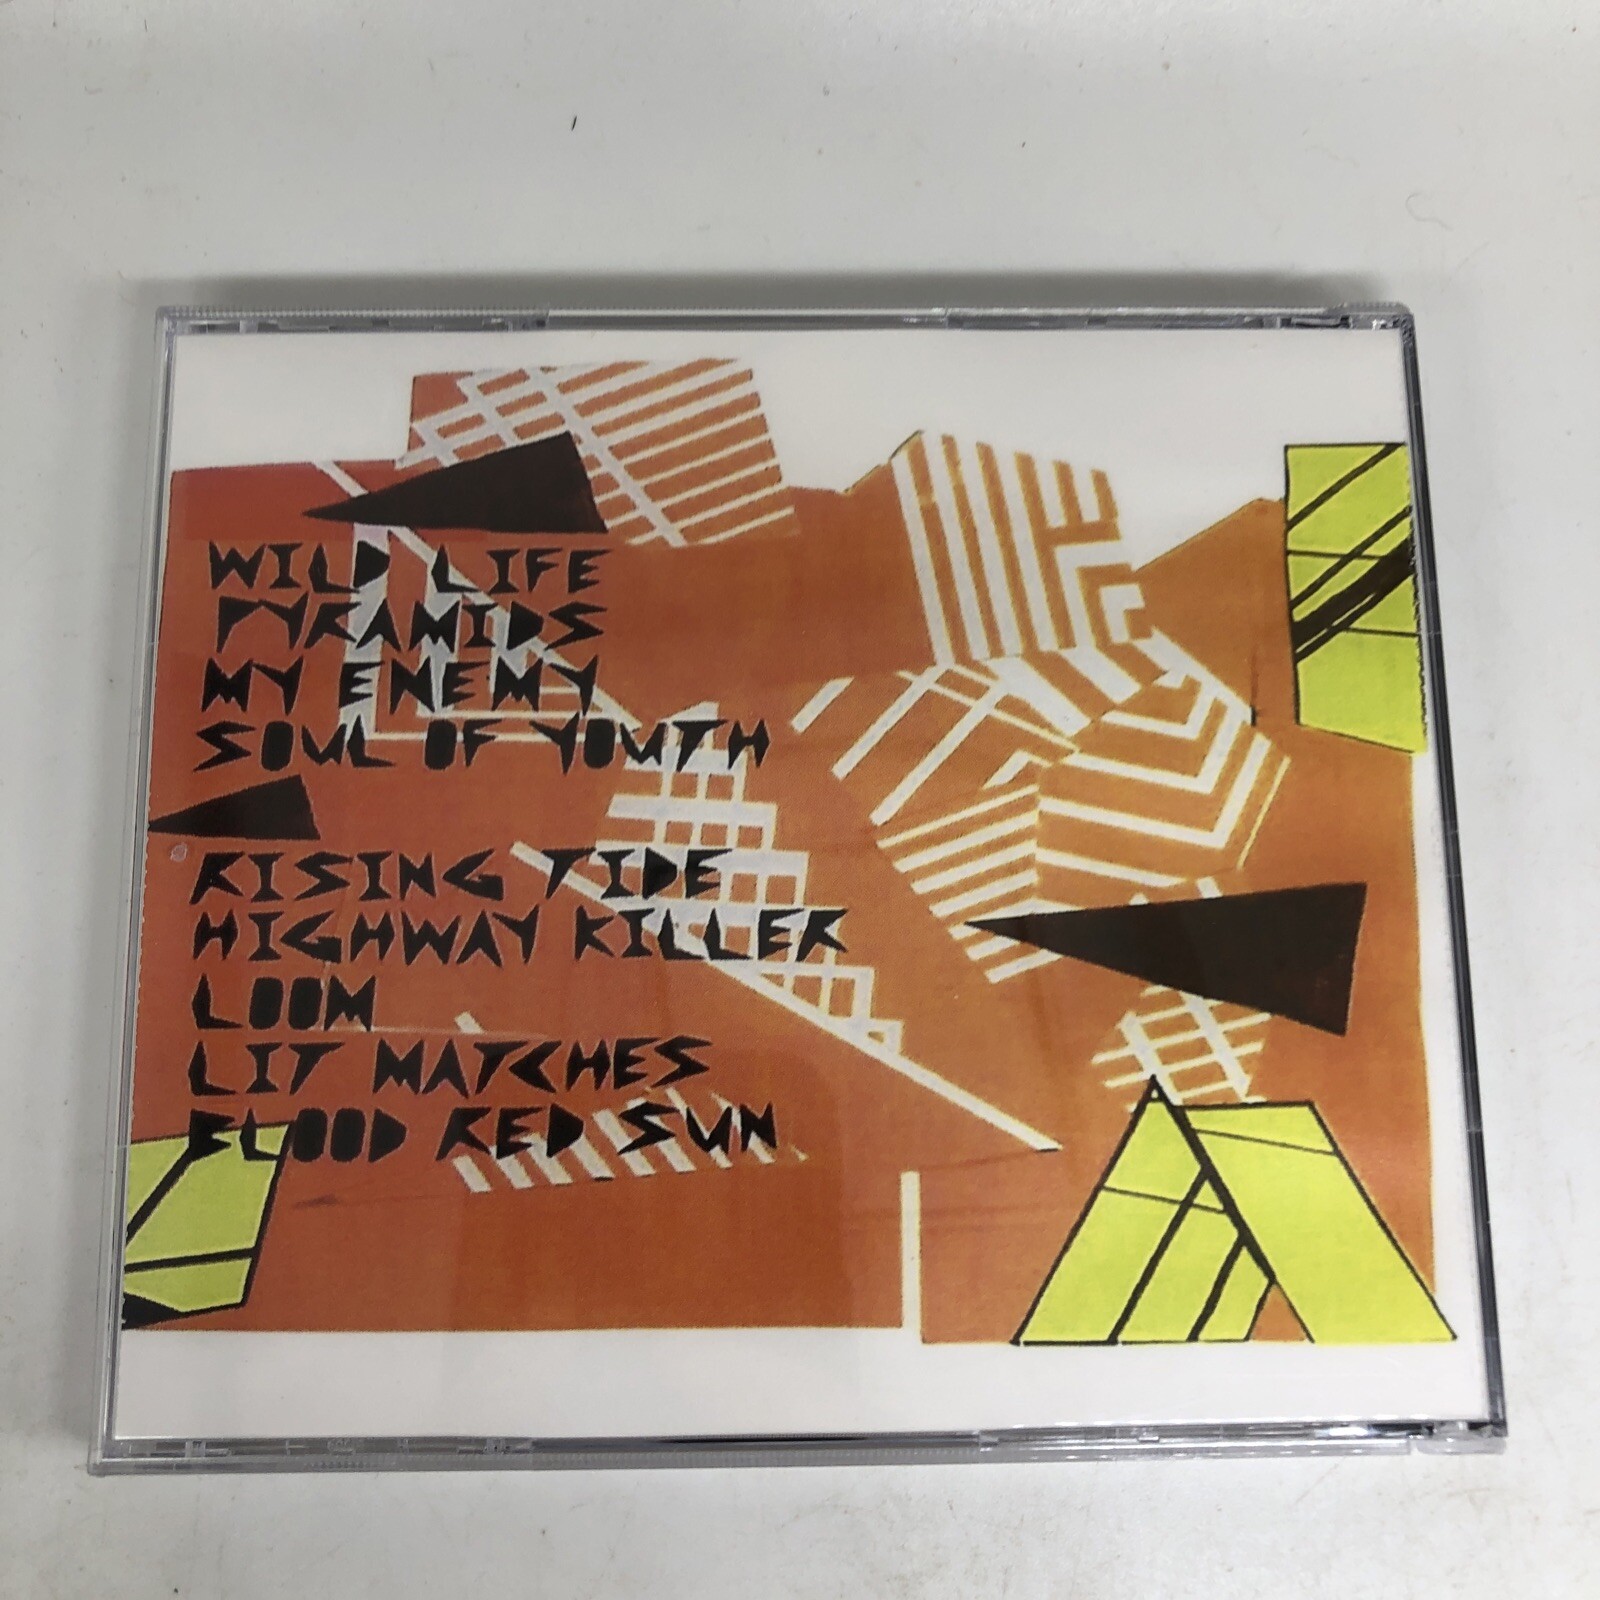 WILD LIFE
PYRAMIDS
MY ENEMY
SOUL OF YOUTH
RISING TIDE
HIGHWAY KILLER
LOOM
LIT MATCHES
BLOOD RED SUN